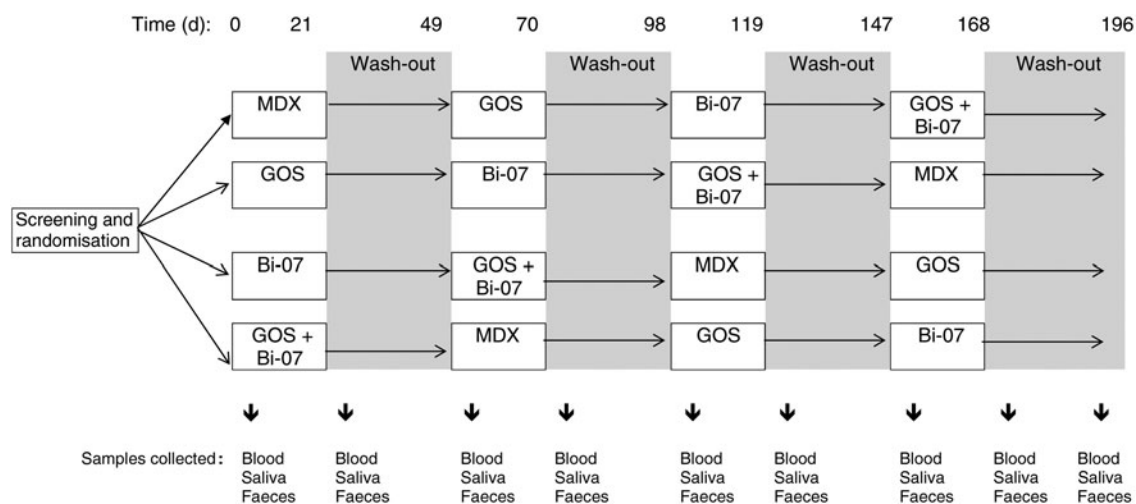 Time (d): 0 21 49 70 98 119 147 168 196
Wash-out Wash-out Wash-out Wash-out
MDX GOS Bi-07 GOS +
Bi-07
GOS Bi-07 GOS +
Bi-07 MDX
Screening and
randomisation
Bi-07 GOS +
Bi-07 MDX GOS
GOS +
Bi-07 MDX GOS Bi-07
Samples collected: Blood Blood Blood Blood Blood Blood Blood Blood Blood
Saliva Saliva Saliva Saliva Saliva Saliva Saliva Saliva Saliva
Faeces Faeces Faeces Faeces Faeces Faeces Faeces Faeces Faeces